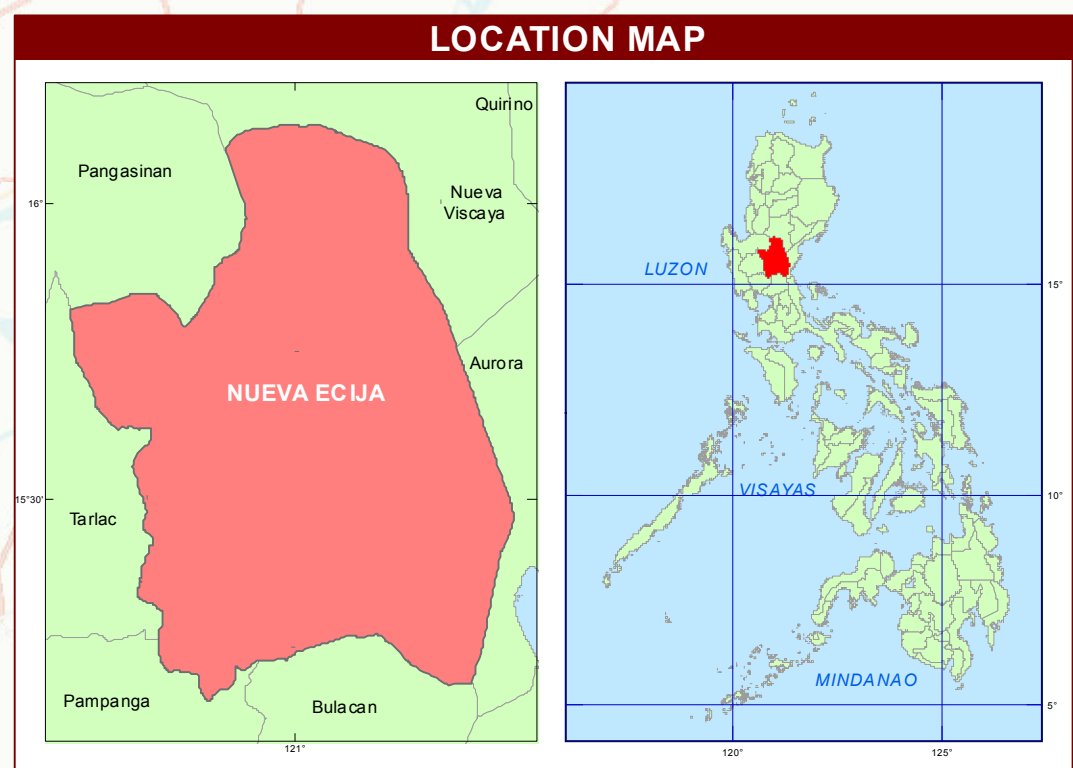 LOCATION MAP
Quirino
Pangasinan
Nueva
Viscaya
16°
Aurora
NUEVA ECIJA
15°30'
Tarlac
Pampanga
Bulacan
121°
LUZON
15°
VISAYAS
10°
MINDANAO
5°
120°
125°